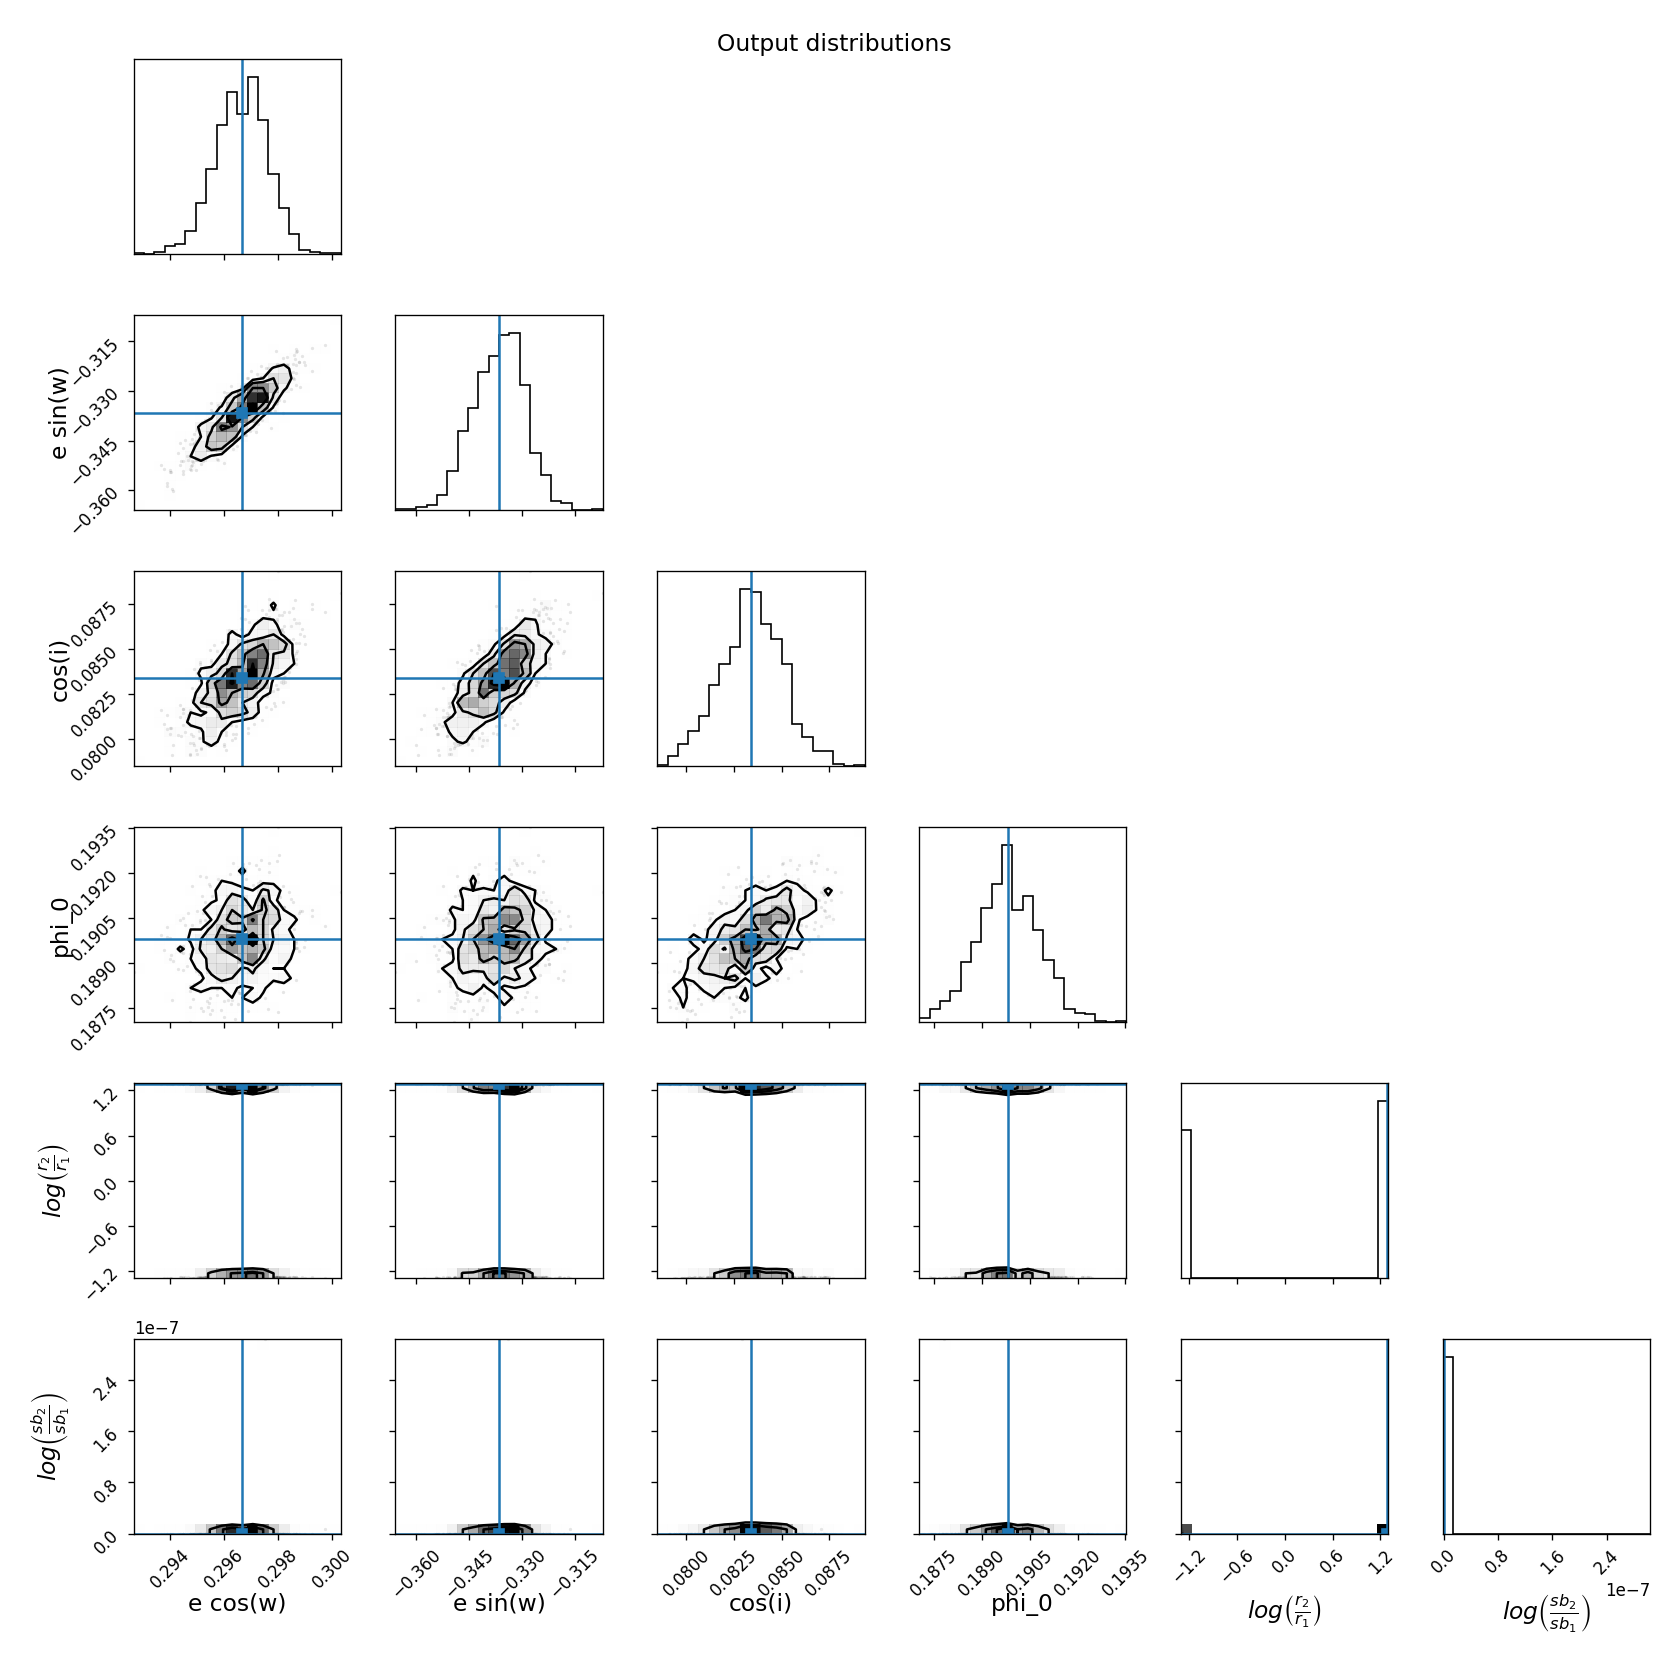 Output distributions
e sin(w)
−0.315
−0.330
−0.345
−0.360
cos(i)
0.0875
0.0850
0.0825
0.0800
phi_0
0.1935
0.1920
0.1905
0.1890
0.1875
log(r₂/r₁)
1.2
0.6
0.0
−0.6
−1.2
1e−7
log(sb₂/sb₁)
2.4
1.6
0.8
0.0
0.294 0.296 0.298 0.300 −0.360 −0.345 −0.330 −0.315 0.0800 0.0825 0.0850 0.0875 0.1875 0.1890 0.1905 0.1920 0.1935 −1.2 −0.6 0.0 0.6 1.2 0.0 0.8 1.6 2.4
1e−7
e cos(w) e sin(w) cos(i) phi_0 log(r₂/r₁) log(sb₂/sb₁)